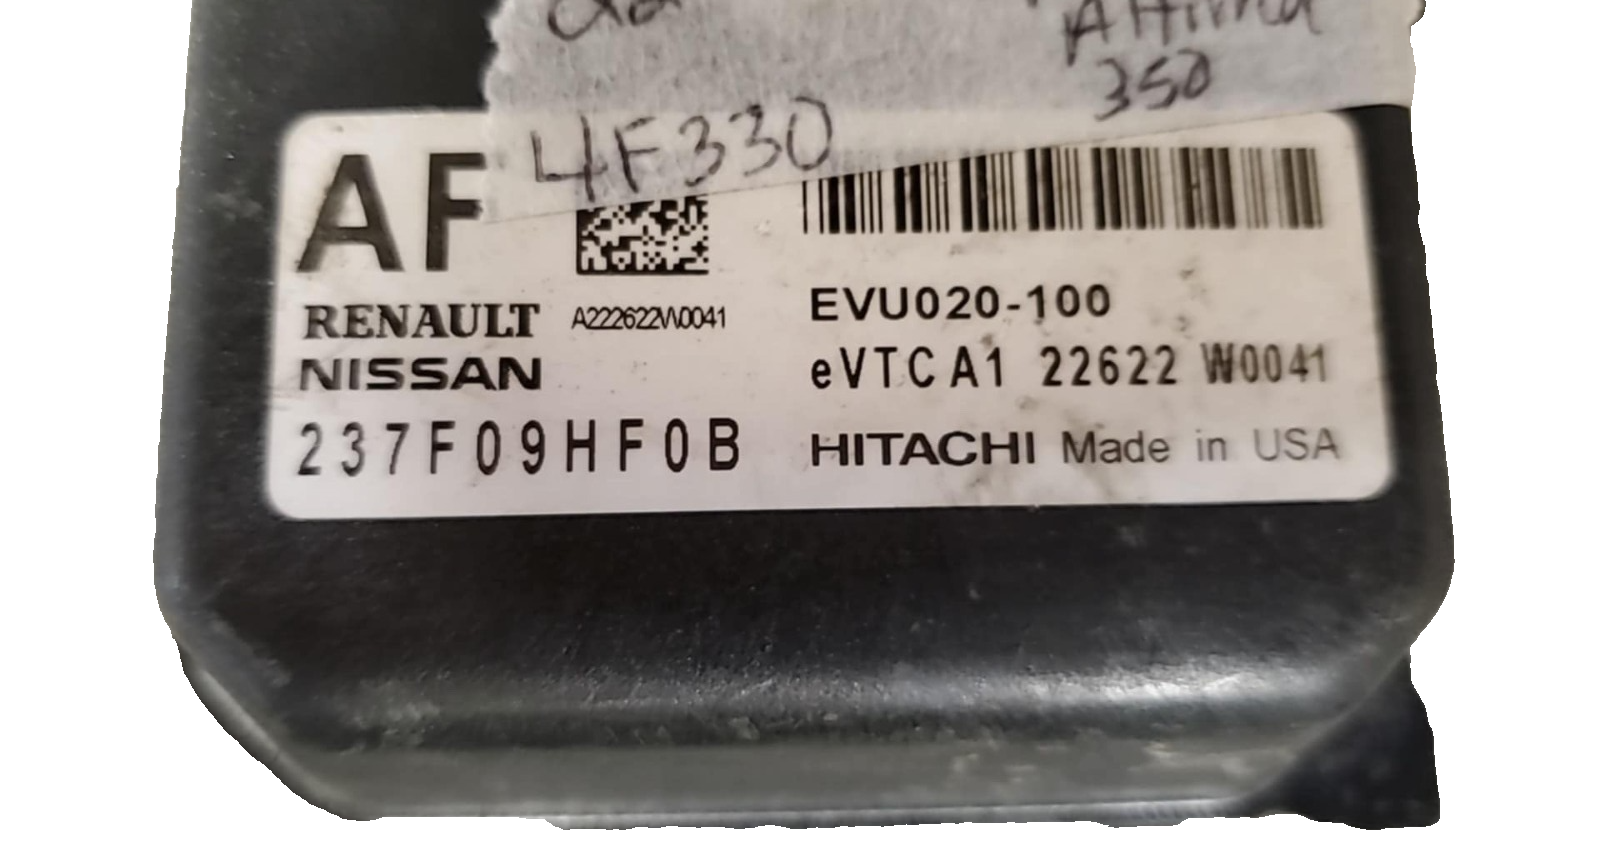 Altima
350
4F330
AF
RENAULT
NISSAN
A222622W0041
237F09HF0B
EVU020-100
eVTC A1 22622 W0041
HITACHI Made in USA